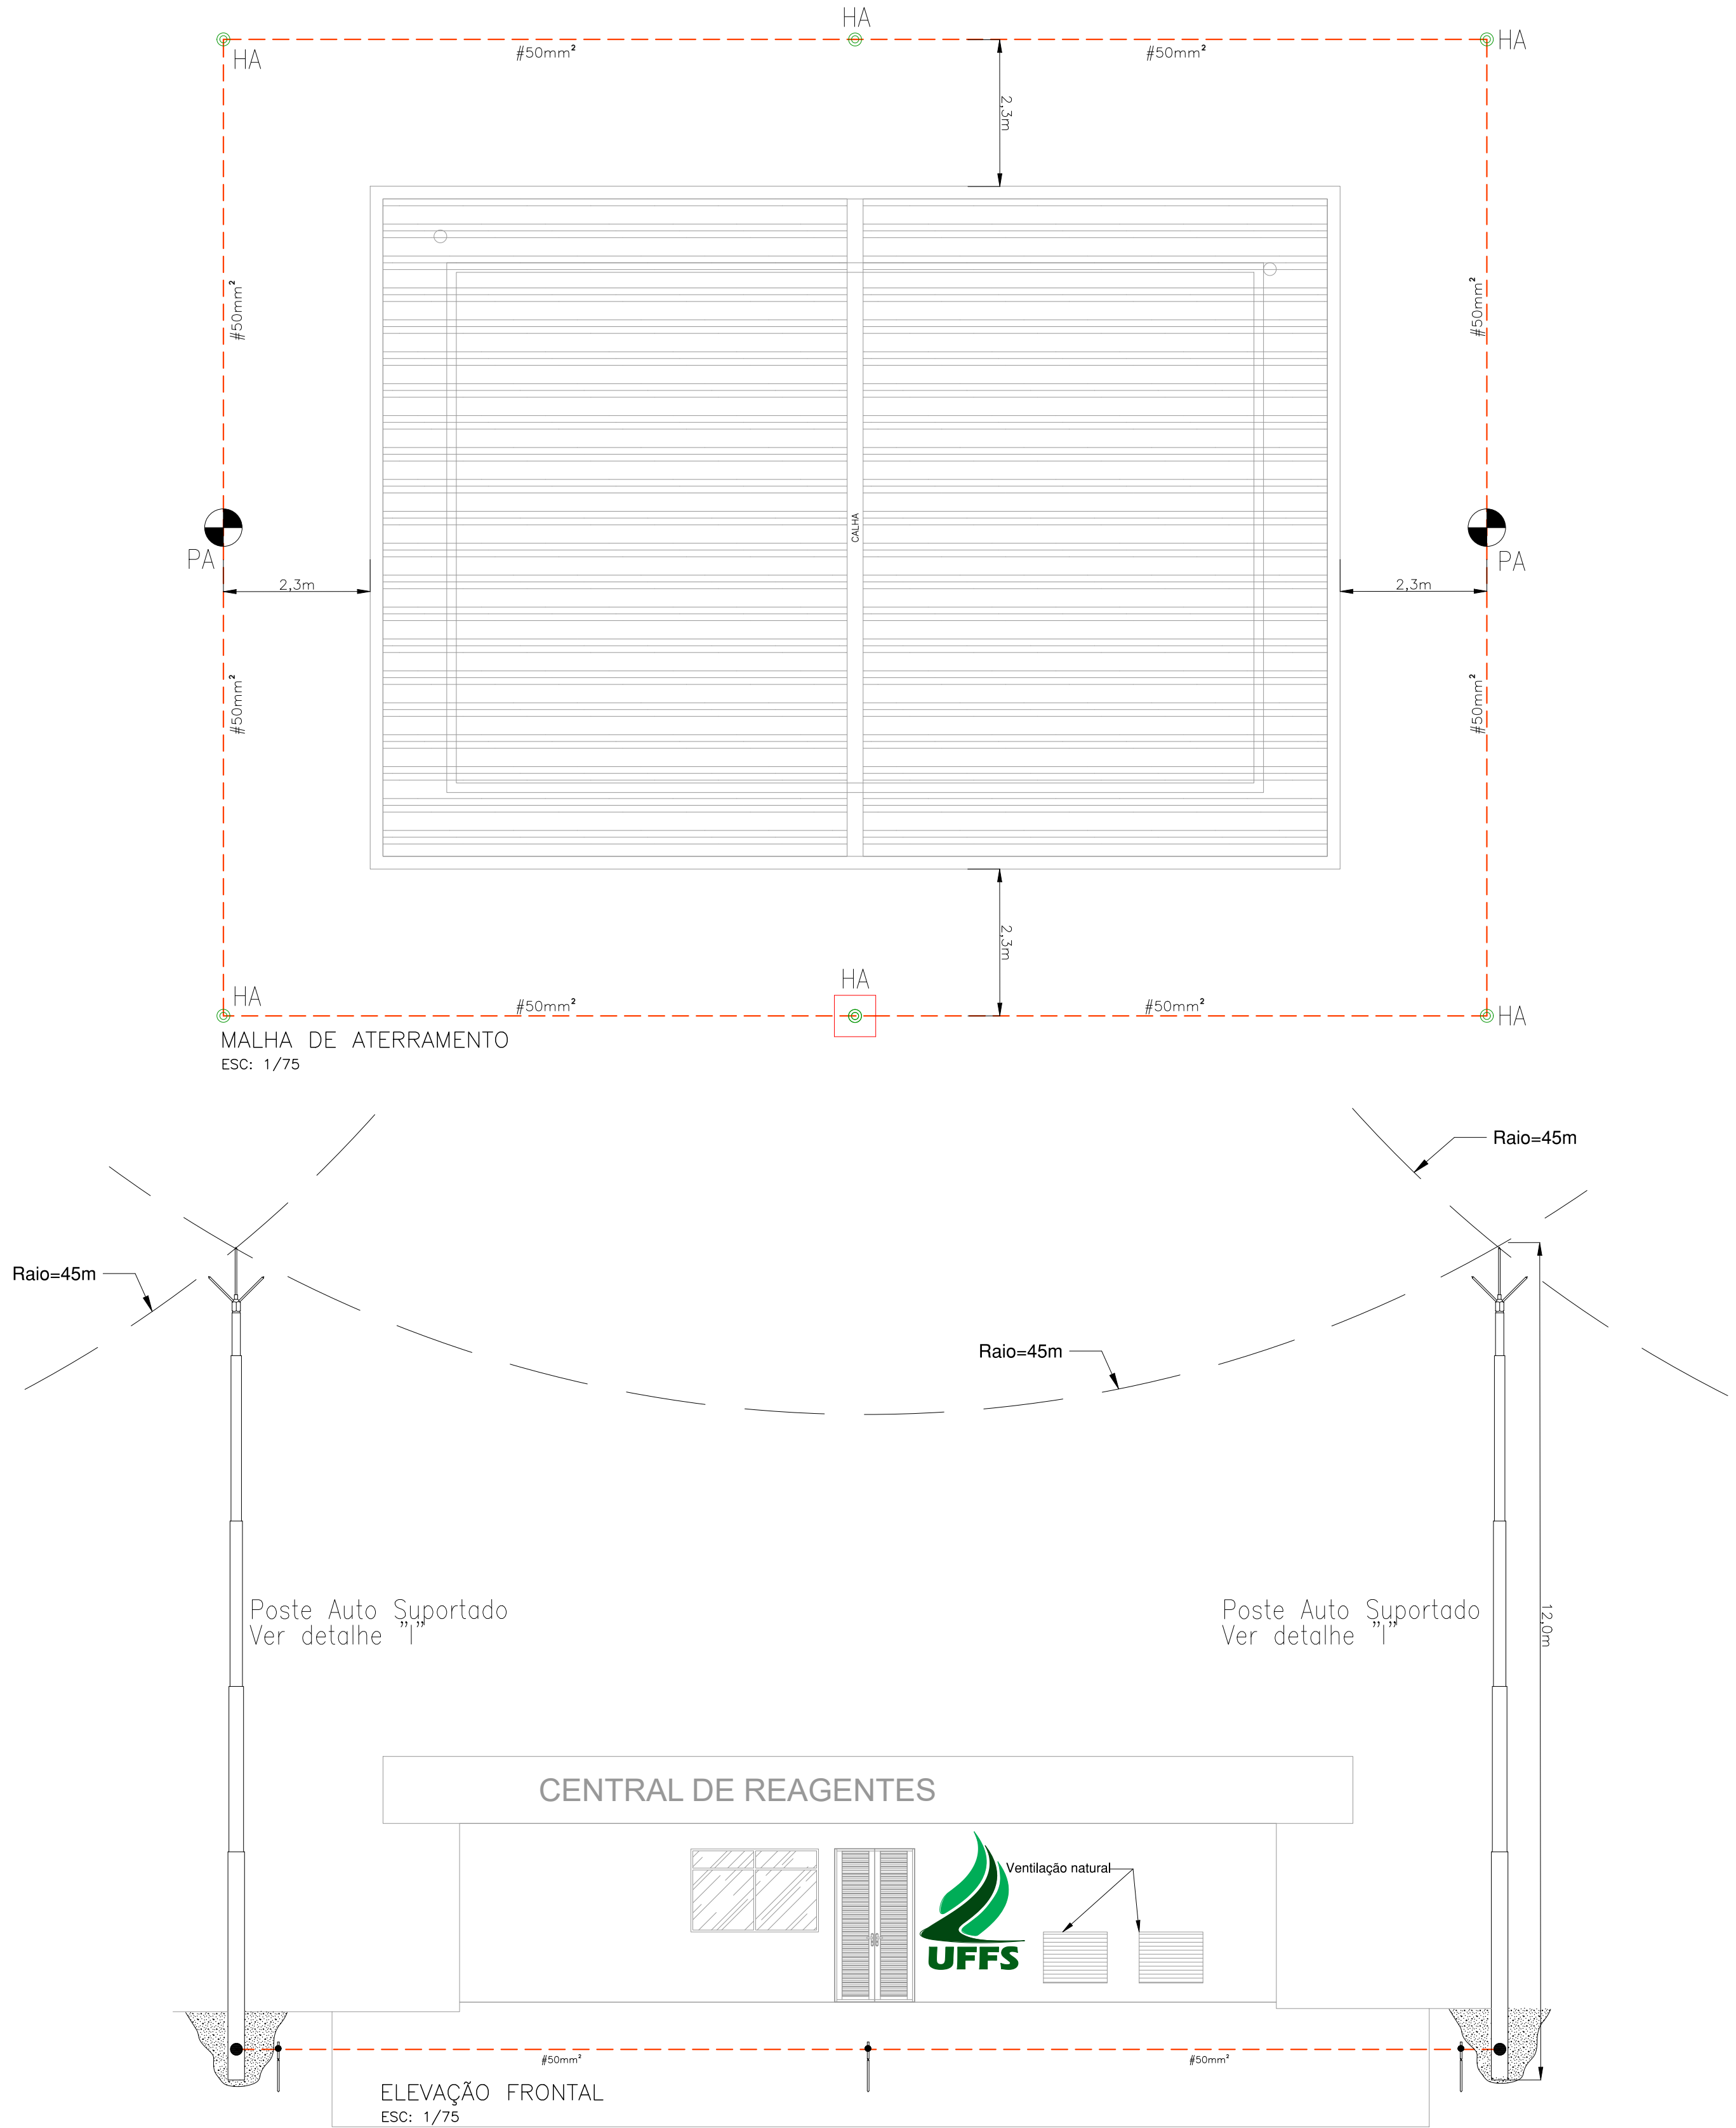 HA
HA
HA
#50mm²
#50mm²
2,3m
#50mm²
#50mm²
CALHA
PA
PA
2,3m
2,3m
#50mm²
#50mm²
2,3m
HA
HA
HA
#50mm²
#50mm²
MALHA DE ATERRAMENTO
ESC: 1/75
Raio=45m
Raio=45m
Raio=45m
Poste Auto Suportado
Ver detalhe "I"
Poste Auto Suportado
Ver detalhe "I"
12,0m
CENTRAL DE REAGENTES
Ventilação natural
UFFS
#50mm²
#50mm²
ELEVAÇÃO FRONTAL
ESC: 1/75